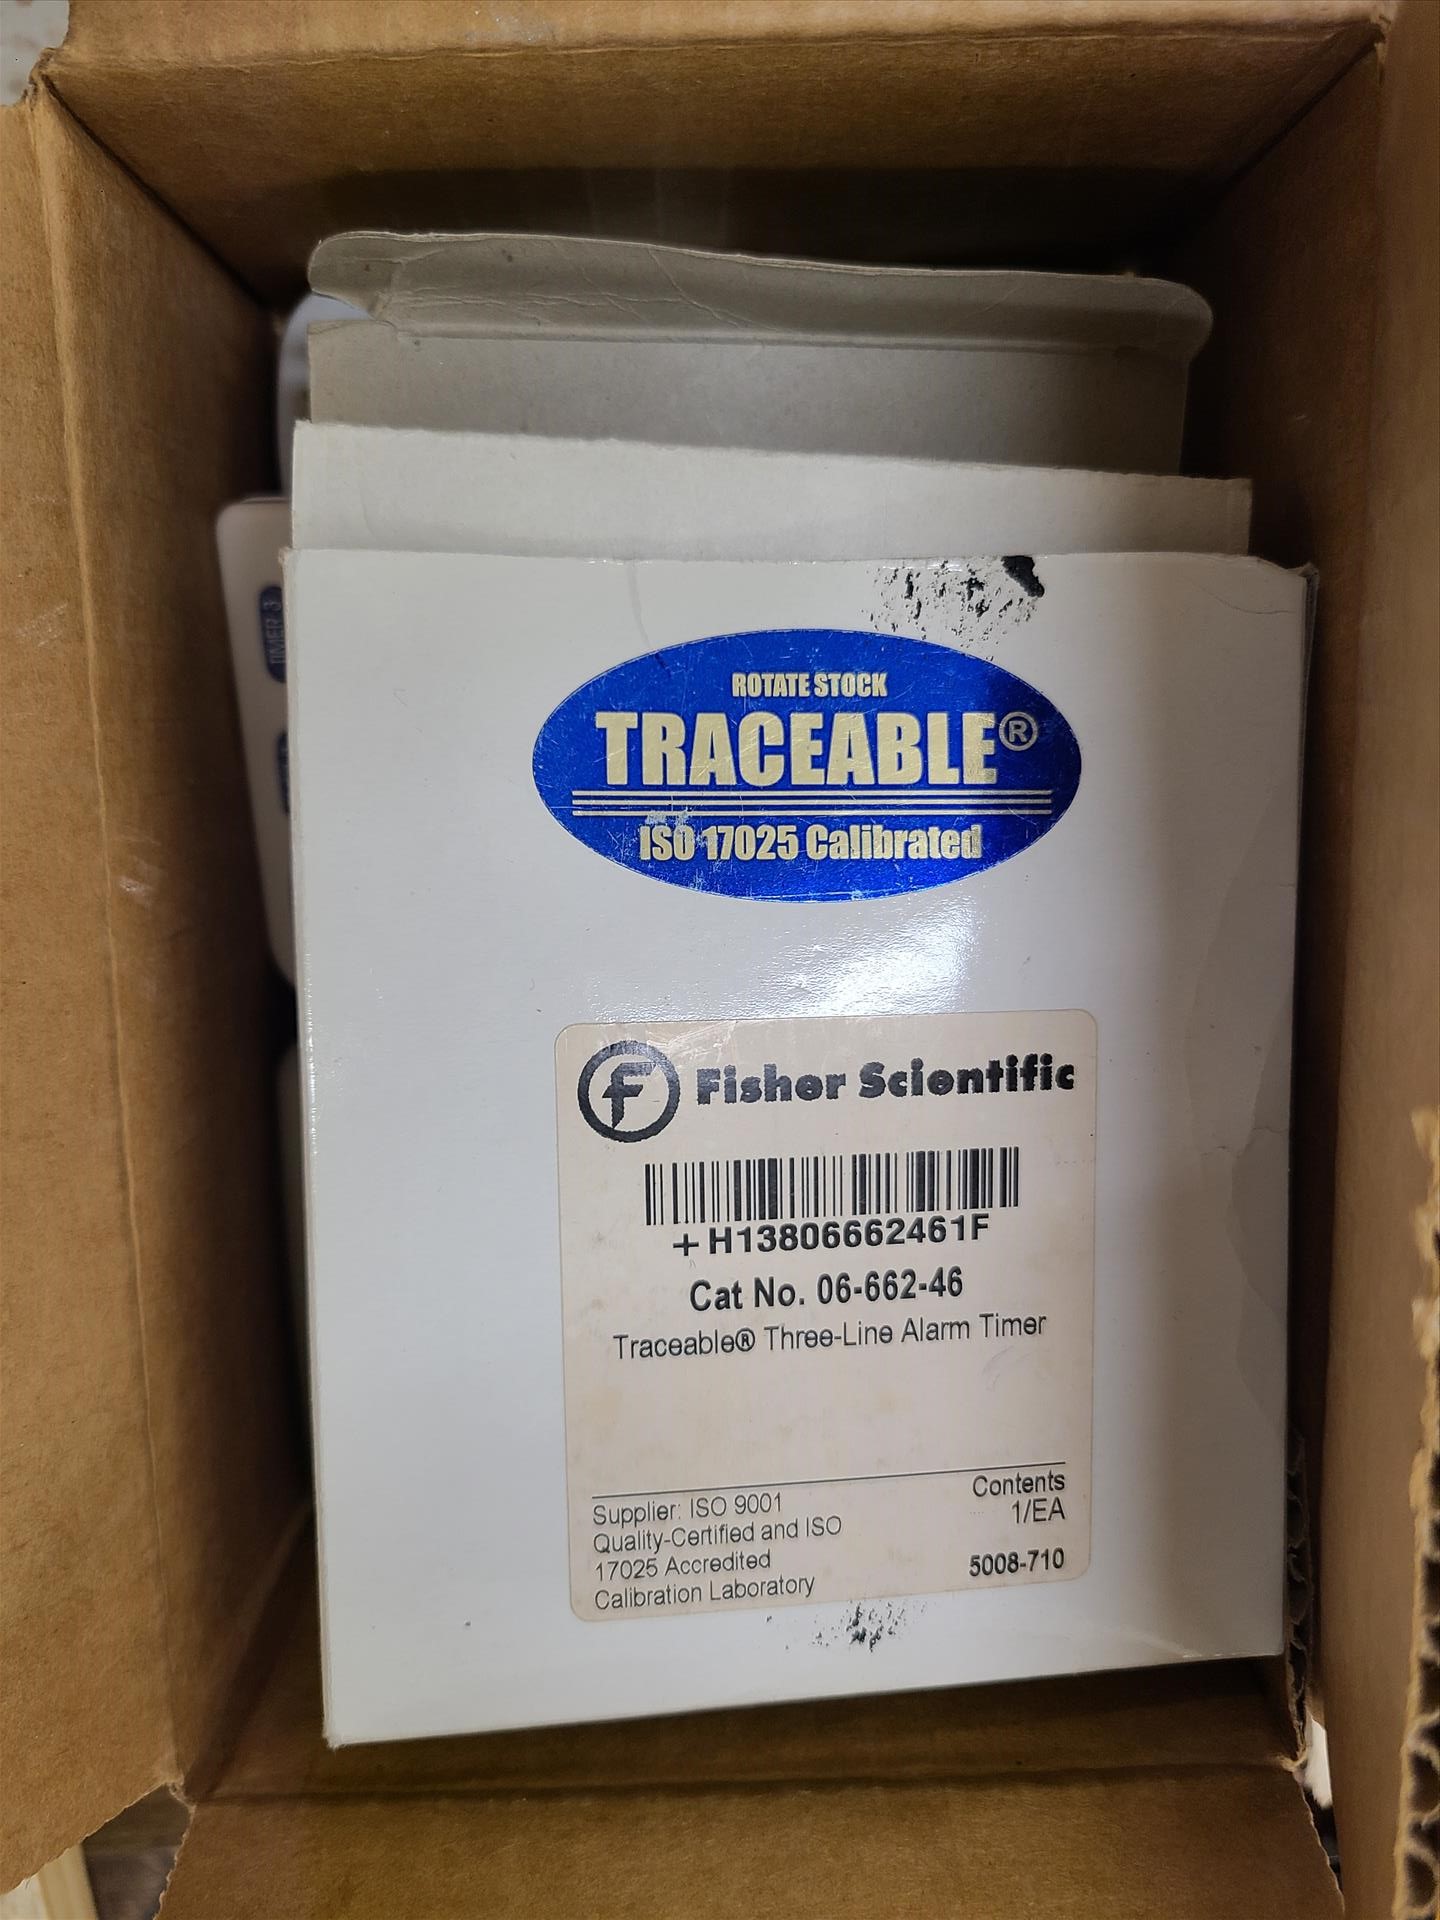 TIMER 3
ROTATE STOCK
TRACEABLE®
ISO 17025 Calibrated
F Fisher Scientific
+H13806662461F
Cat No. 06-662-46
Traceable® Three-Line Alarm Timer
Supplier: ISO 9001
Quality-Certified and ISO
17025 Accredited
Calibration Laboratory
Contents
1/EA
5008-710